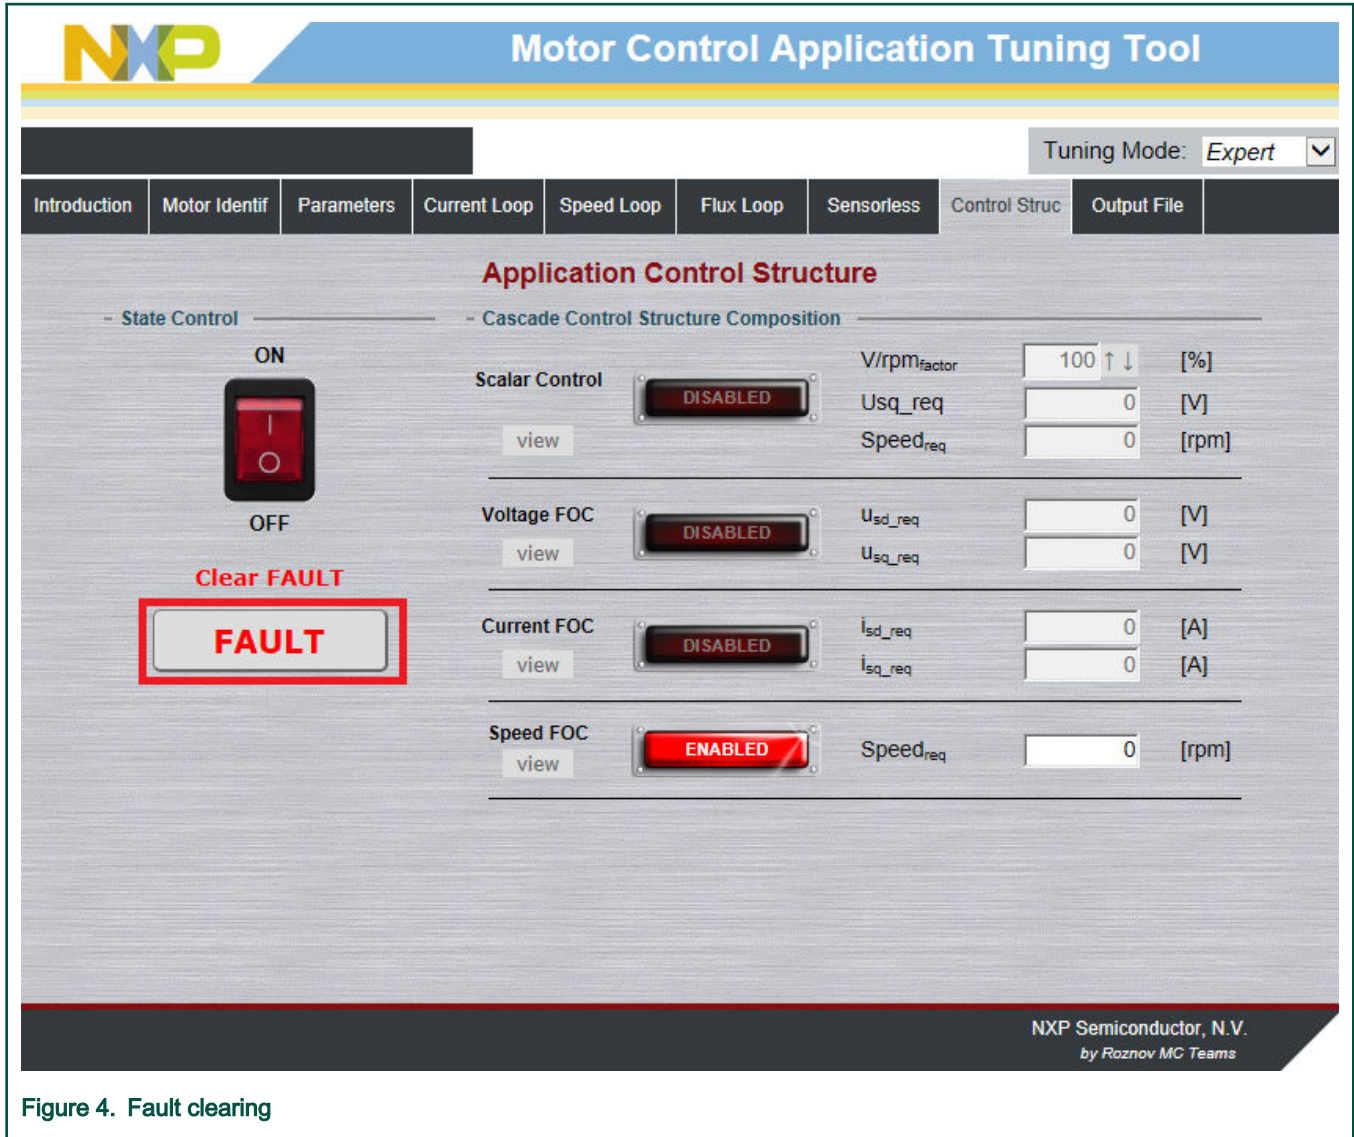 NXP
Motor Control Application Tuning Tool
Tuning Mode: Expert
Introduction Motor Identif Parameters Current Loop Speed Loop Flux Loop Sensorless Control Struc Output File
Application Control Structure
- State Control
- Cascade Control Structure Composition
ON
I
O
OFF
Clear FAULT
FAULT
Scalar Control
view
DISABLED
V/rpmfactor 100 ↑↓ [%]
Usq_req 0 [V]
Speedreq 0 [rpm]
Voltage FOC
view
DISABLED
usd_req 0 [V]
usq_req 0 [V]
Current FOC
view
DISABLED
isd_req 0 [A]
isq_req 0 [A]
Speed FOC
view
ENABLED
Speedreq 0 [rpm]
NXP Semiconductor, N.V.
by Roznov MC Teams
Figure 4. Fault clearing